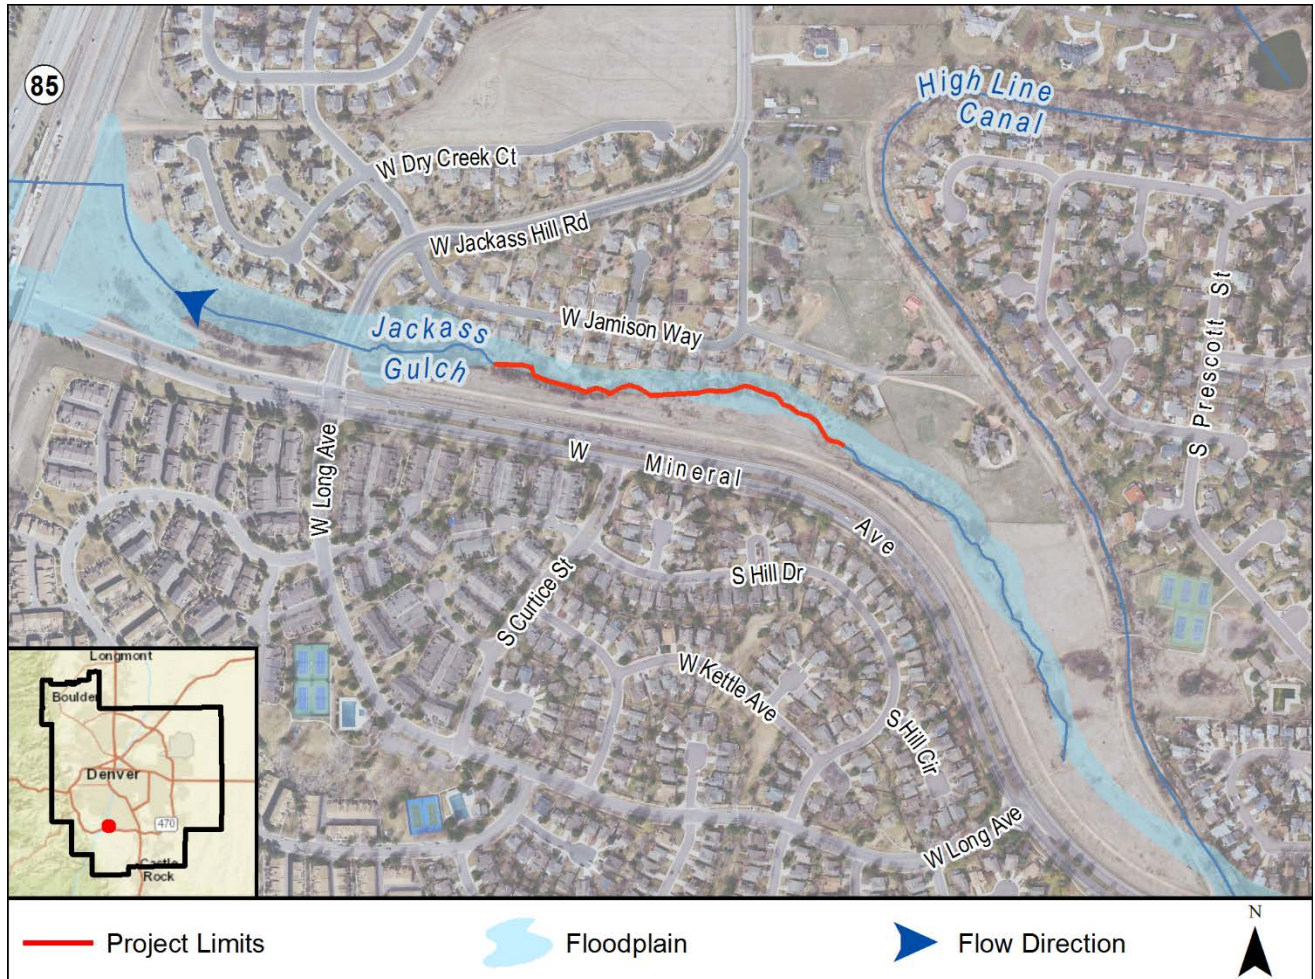 85
High Line
Canal
W Dry Creek Ct
W Jackass Hill Rd
W Jamison Way
Jackass
Gulch
S Prescott St
W Long Ave
W Mineral Ave
S Curtice St
S Hill Dr
W Kettle Ave
S Hill Cir
W Long Ave
Longmont
Boulder
Denver
470
Castle
Rock
Project Limits
Floodplain
Flow Direction
N